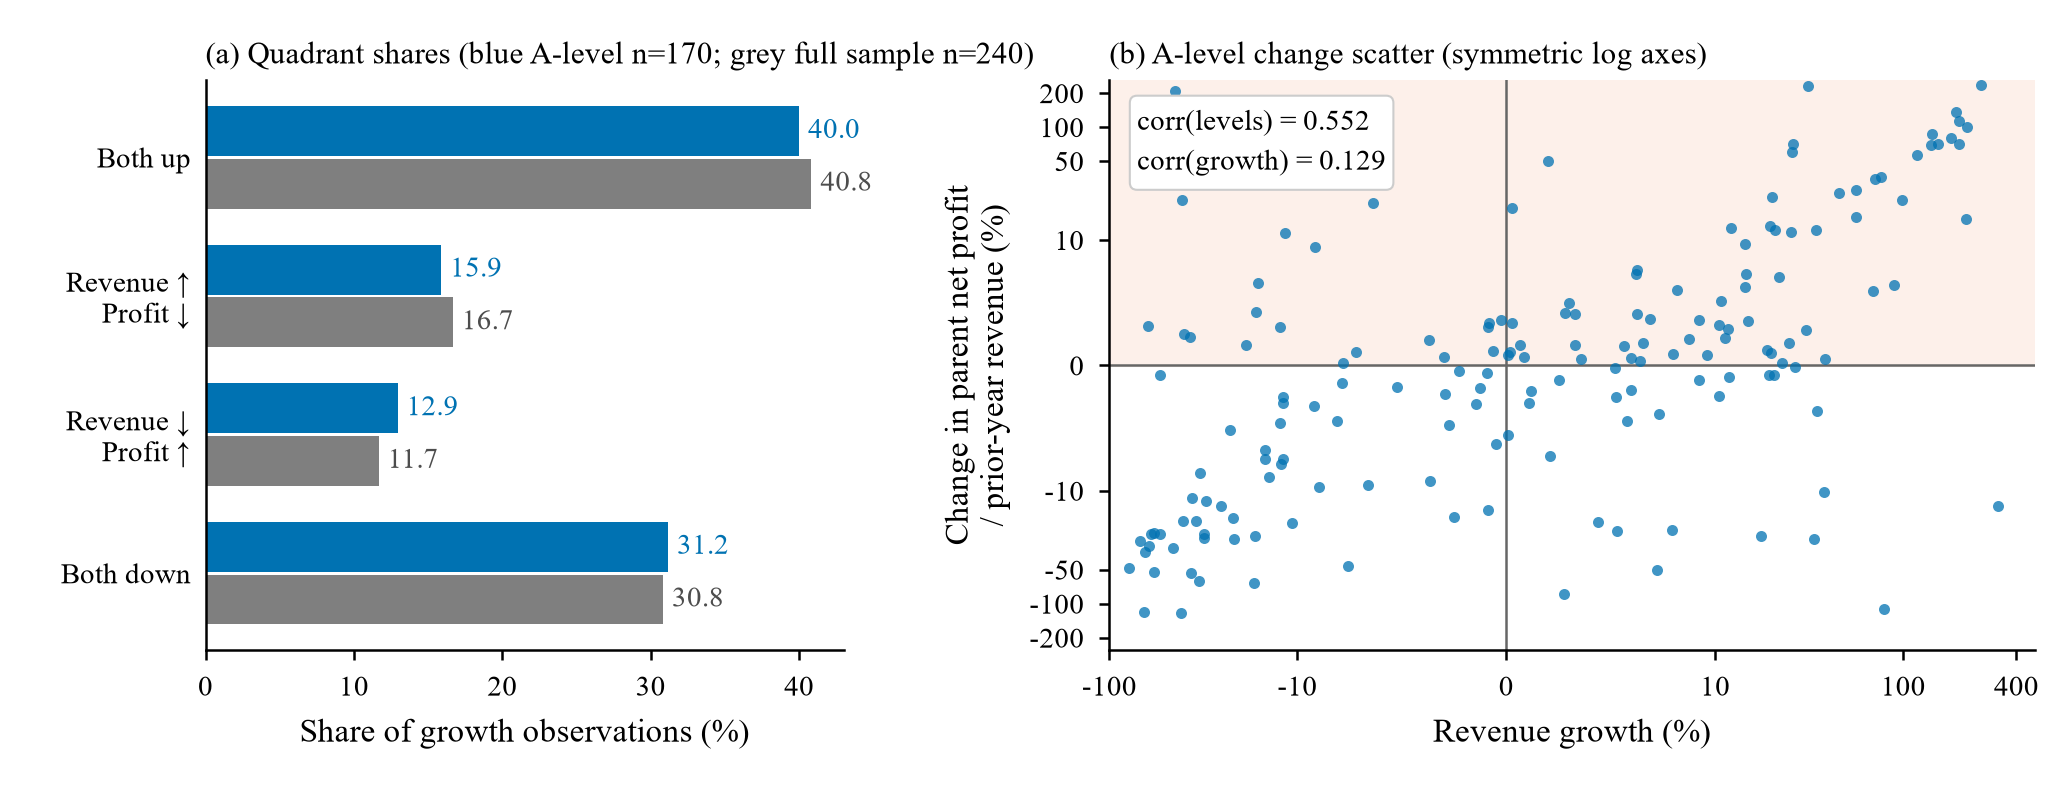 (a) Quadrant shares (blue A-level n=170; grey full sample n=240)
Both up
40.0
40.8
Revenue ↑
Profit ↓
15.9
16.7
Revenue ↓
Profit ↑
12.9
11.7
Both down
31.2
30.8
0 10 20 30 40
Share of growth observations (%)
(b) A-level change scatter (symmetric log axes)
corr(levels) = 0.552
corr(growth) = 0.129
Change in parent net profit
/ prior-year revenue (%)
200
100
50
10
0
-10
-50
-100
-200
-100 -10 0 10 100 400
Revenue growth (%)